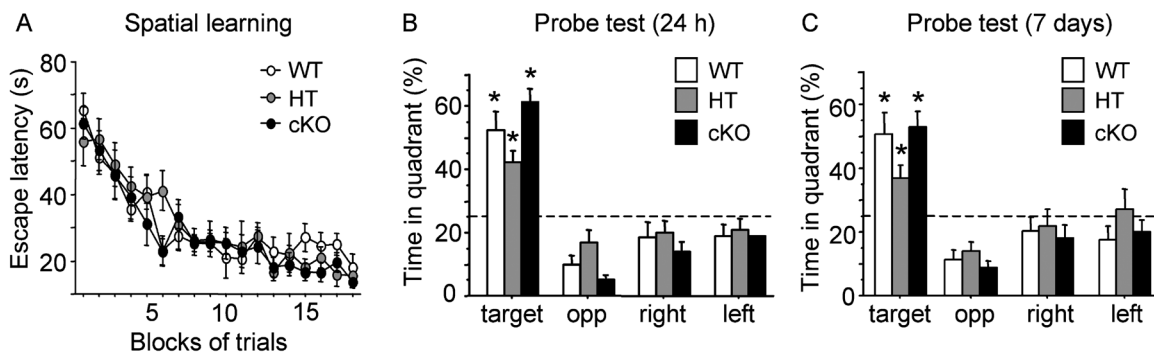 A Spatial learning
Escape latency (s)
80
60
40
20
WT
HT
cKO
5 10 15
Blocks of trials
B Probe test (24 h)
Time in quadrant (%)
60
40
20
0
* * *
WT
HT
cKO
target opp right left
C Probe test (7 days)
Time in quadrant (%)
60
40
20
0
* * *
WT
HT
cKO
target opp right left